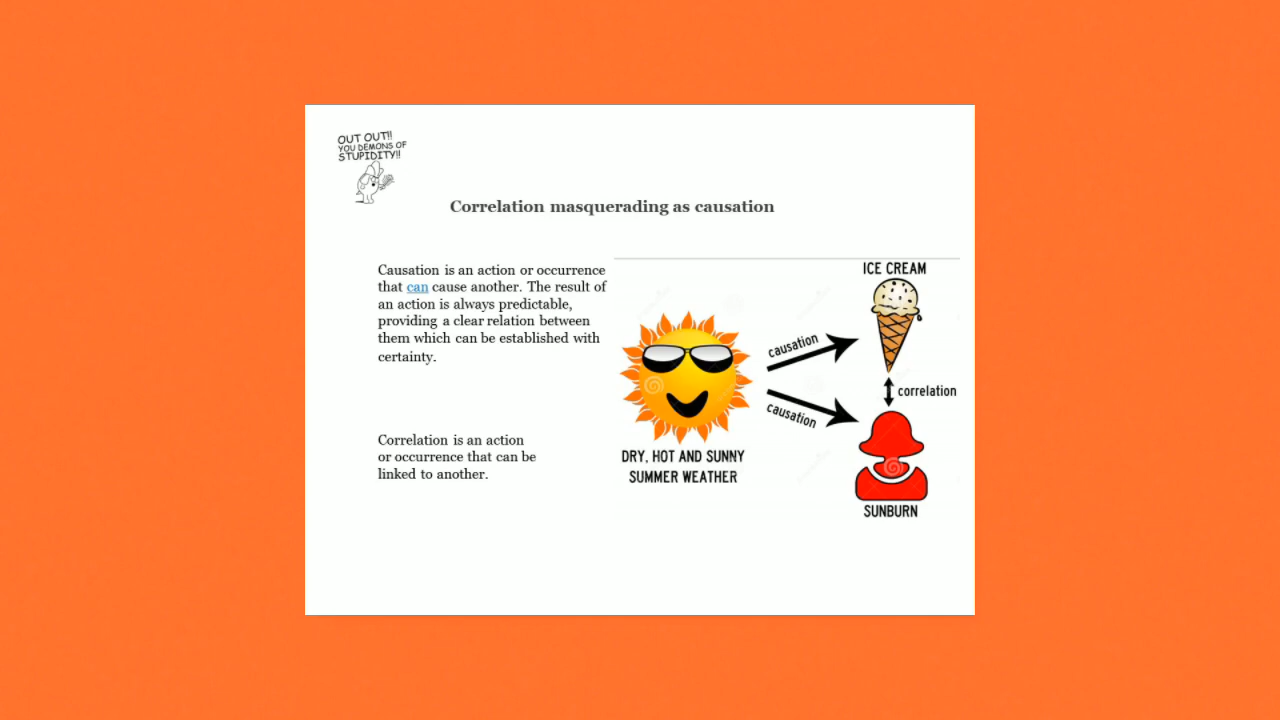 OUT OUT!!
YOU DEMONS OF
STUPIDITY!!
Correlation masquerading as causation
Causation is an action or occurrence
that can cause another. The result of
an action is always predictable,
providing a clear relation between
them which can be established with
certainty.
Correlation is an action
or occurrence that can be
linked to another.
ICE CREAM
causation
correlation
causation
DRY, HOT AND SUNNY
SUMMER WEATHER
SUNBURN